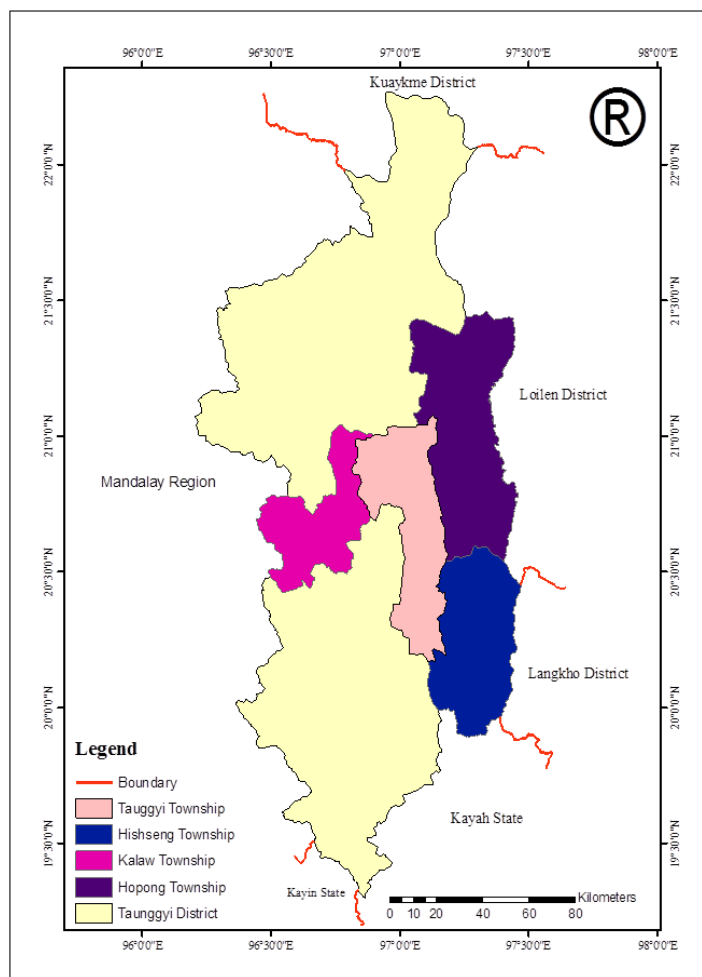 96°0'0"E 96°30'0"E 97°0'0"E 97°30'0"E 98°0'0"E
Kuaykme District
®
22°0'0"N 22°0'0"N
21°30'0"N 21°30'0"N
Loilen District
21°0'0"N 21°0'0"N
Mandalay Region
20°30'0"N 20°30'0"N
Langkho District
20°0'0"N 20°0'0"N
Legend
Boundary
Tauggyi Township
Hishseng Township
Kalaw Township
Hopong Township
Taunggyi District
Kayah State
19°30'0"N 19°30'0"N
Kayin State
Kilometers
0 5 10 20 40 60 80
96°0'0"E 96°30'0"E 97°0'0"E 97°30'0"E 98°0'0"E